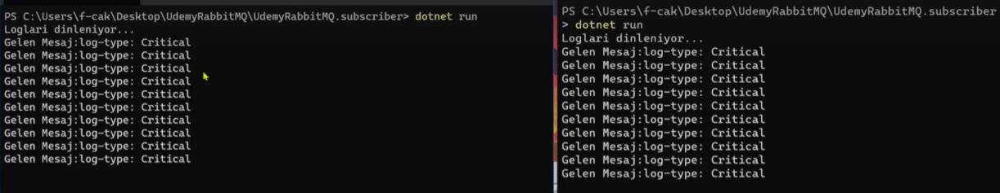 PS C:\Users\f-cak\Desktop\UdemyRabbitMQ\UdemyRabbitMQ.subscriber> dotnet run
Loglari dinleniyor...
Gelen Mesaj:log-type: Critical
Gelen Mesaj:log-type: Critical
Gelen Mesaj:log-type: Critical
Gelen Mesaj:log-type: Critical
Gelen Mesaj:log-type: Critical
Gelen Mesaj:log-type: Critical
Gelen Mesaj:log-type: Critical
Gelen Mesaj:log-type: Critical
Gelen Mesaj:log-type: Critical
Gelen Mesaj:log-type: Critical
PS C:\Users\f-cak\Desktop\UdemyRabbitMQ\UdemyRabbitMQ.subscriber
> dotnet run
Loglari dinleniyor...
Gelen Mesaj:log-type: Critical
Gelen Mesaj:log-type: Critical
Gelen Mesaj:log-type: Critical
Gelen Mesaj:log-type: Critical
Gelen Mesaj:log-type: Critical
Gelen Mesaj:log-type: Critical
Gelen Mesaj:log-type: Critical
Gelen Mesaj:log-type: Critical
Gelen Mesaj:log-type: Critical
Gelen Mesaj:log-type: Critical